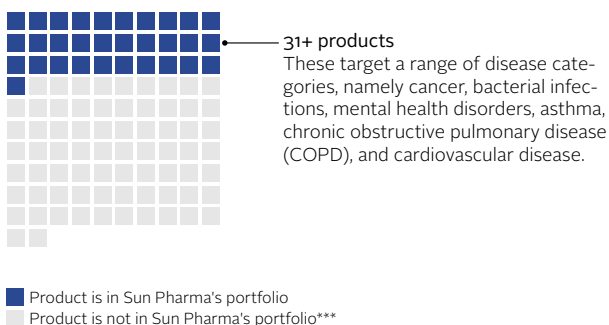 31+ products
These target a range of disease cate-
gories, namely cancer, bacterial infec-
tions, mental health disorders, asthma,
chronic obstructive pulmonary disease
(COPD), and cardiovascular disease.
Product is in Sun Pharma's portfolio
Product is not in Sun Pharma's portfolio***